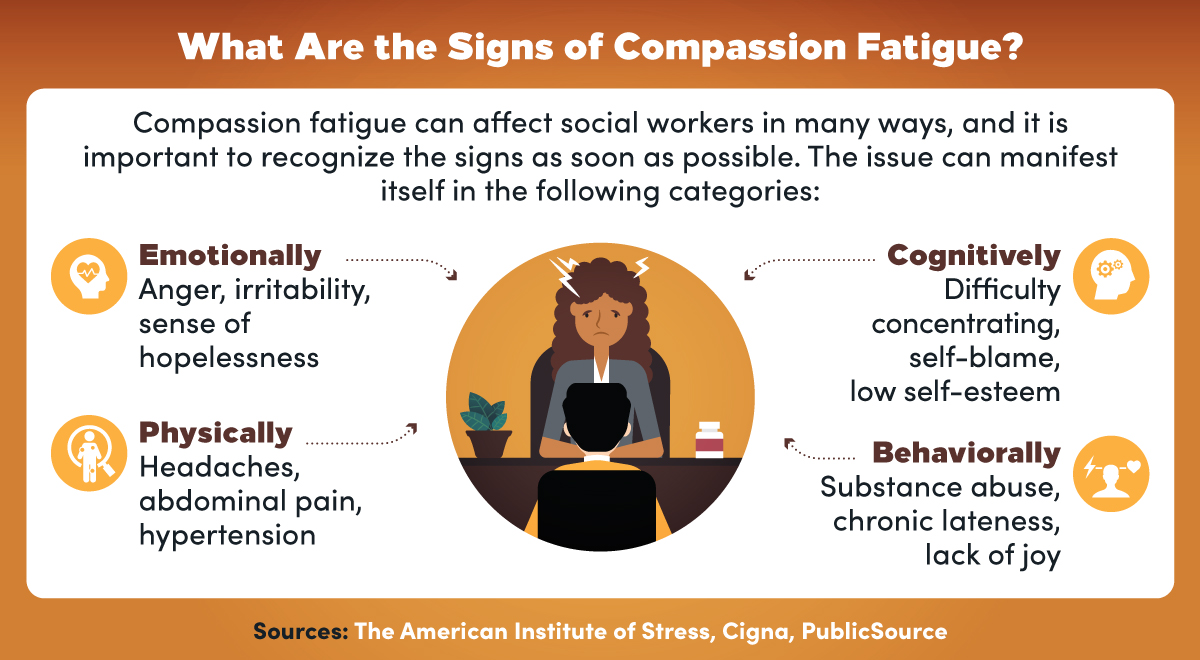 What Are the Signs of Compassion Fatigue?
Compassion fatigue can affect social workers in many ways, and it is
important to recognize the signs as soon as possible. The issue can manifest
itself in the following categories:
Emotionally
Anger, irritability,
sense of
hopelessness
Physically
Headaches,
abdominal pain,
hypertension
Cognitively
Difficulty
concentrating,
self-blame,
low self-esteem
Behaviorally
Substance abuse,
chronic lateness,
lack of joy
Sources: The American Institute of Stress, Cigna, PublicSource